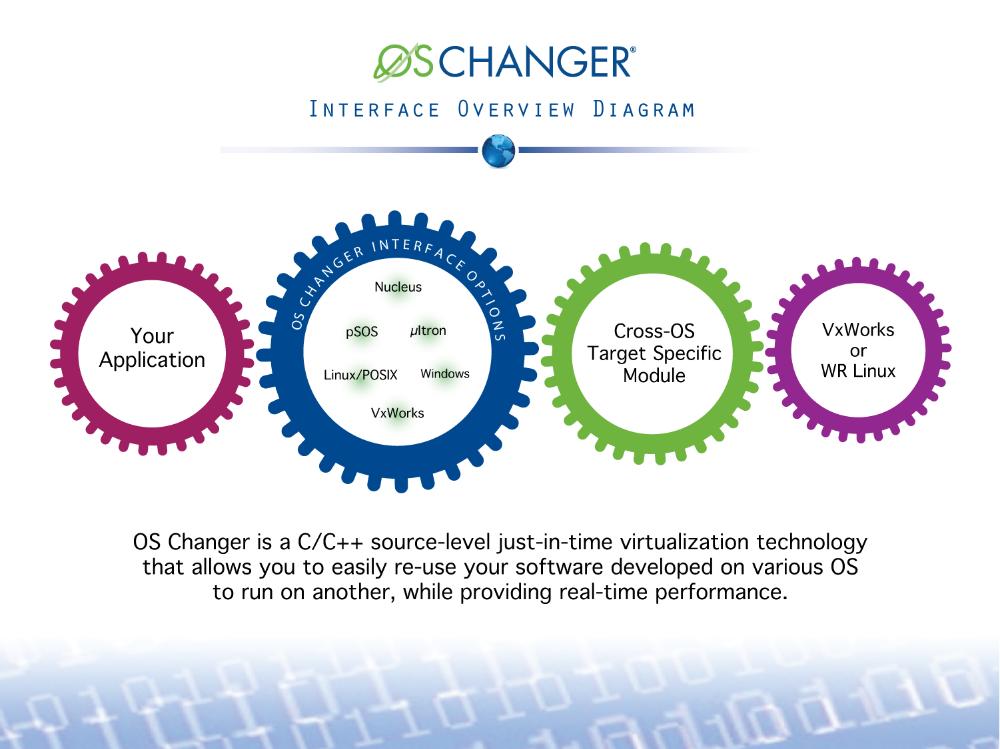 OS CHANGER®
INTERFACE OVERVIEW DIAGRAM
Your
Application
OS CHANGER INTERFACE OPTIONS
Nucleus
pSOS
µItron
Linux/POSIX
Windows
VxWorks
Cross-OS
Target Specific
Module
VxWorks
or
WR Linux
OS Changer is a C/C++ source-level just-in-time virtualization technology
that allows you to easily re-use your software developed on various OS
to run on another, while providing real-time performance.